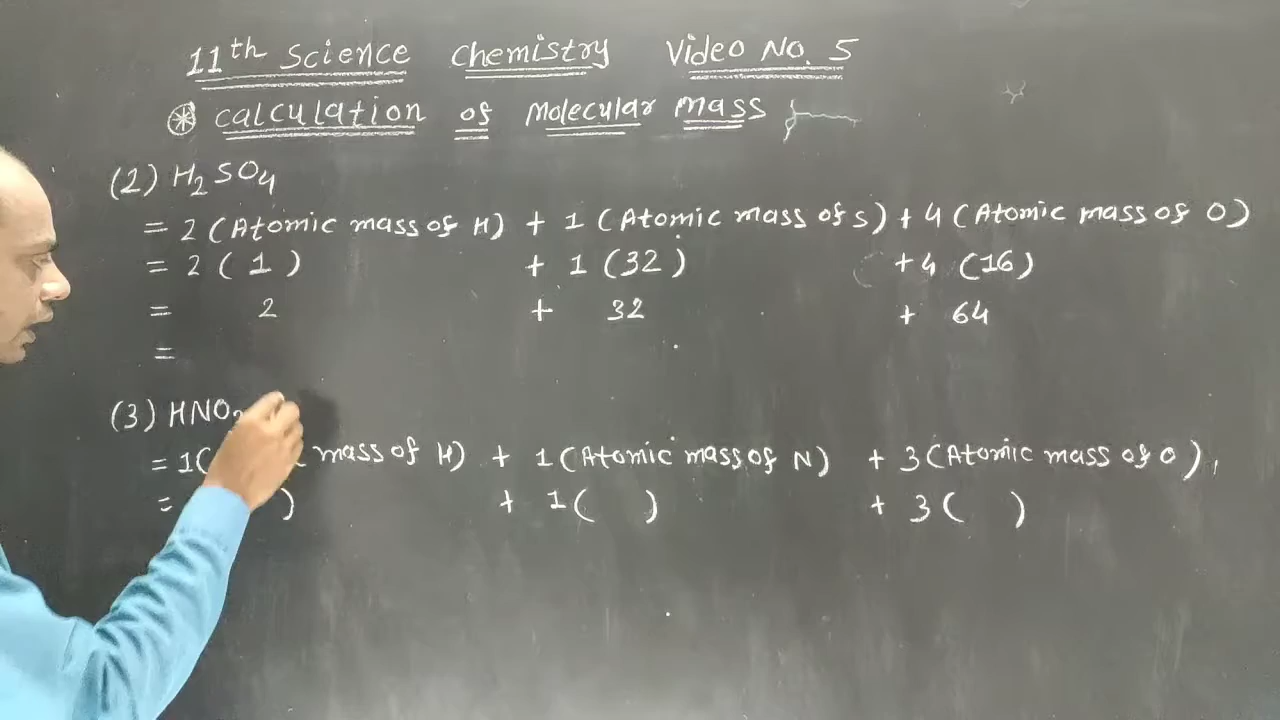 11th Science Chemistry Video No. 5
* Calculation of Molecular Mass
(2) H2SO4
= 2 (Atomic mass of H) + 1 (Atomic mass of S) + 4 (Atomic mass of O)
= 2 ( 1 ) + 1 (32) + 4 (16)
= 2 + 32 + 64
=
(3) HNO
= 1( mass of H) + 1 (Atomic mass of N) + 3 (Atomic mass of O)
= ) + 1 ( ) + 3 ( )